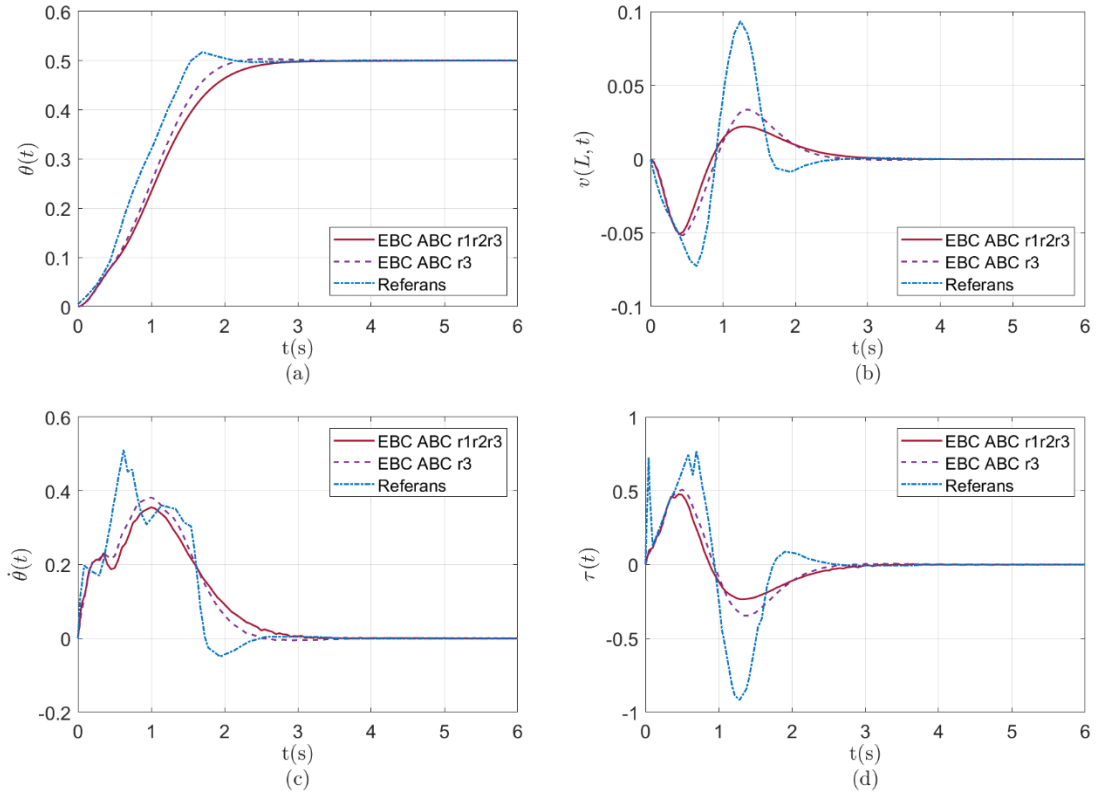 0.6
0.5
0.4
0.3
0.2
0.1
0
θ(t)
EBC ABC r1r2r3
EBC ABC r3
Referans
0 1 2 3 4 5 6
t(s)
(a)
0.1
0.05
0
-0.05
-0.1
v(L, t)
EBC ABC r1r2r3
EBC ABC r3
Referans
0 1 2 3 4 5 6
t(s)
(b)
0.6
0.4
0.2
0
-0.2
θ̇(t)
EBC ABC r1r2r3
EBC ABC r3
Referans
0 1 2 3 4 5 6
t(s)
(c)
1
0.5
0
-0.5
-1
τ(t)
EBC ABC r1r2r3
EBC ABC r3
Referans
0 1 2 3 4 5 6
t(s)
(d)